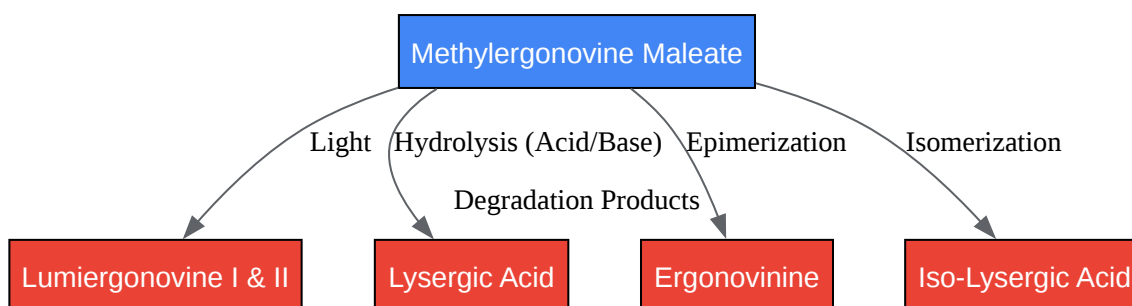 Methylergonovine Maleate
Light
Hydrolysis (Acid/Base)
Epimerization
Isomerization
Degradation Products
Lumiergonovine I & II
Lysergic Acid
Ergonovinine
Iso-Lysergic Acid